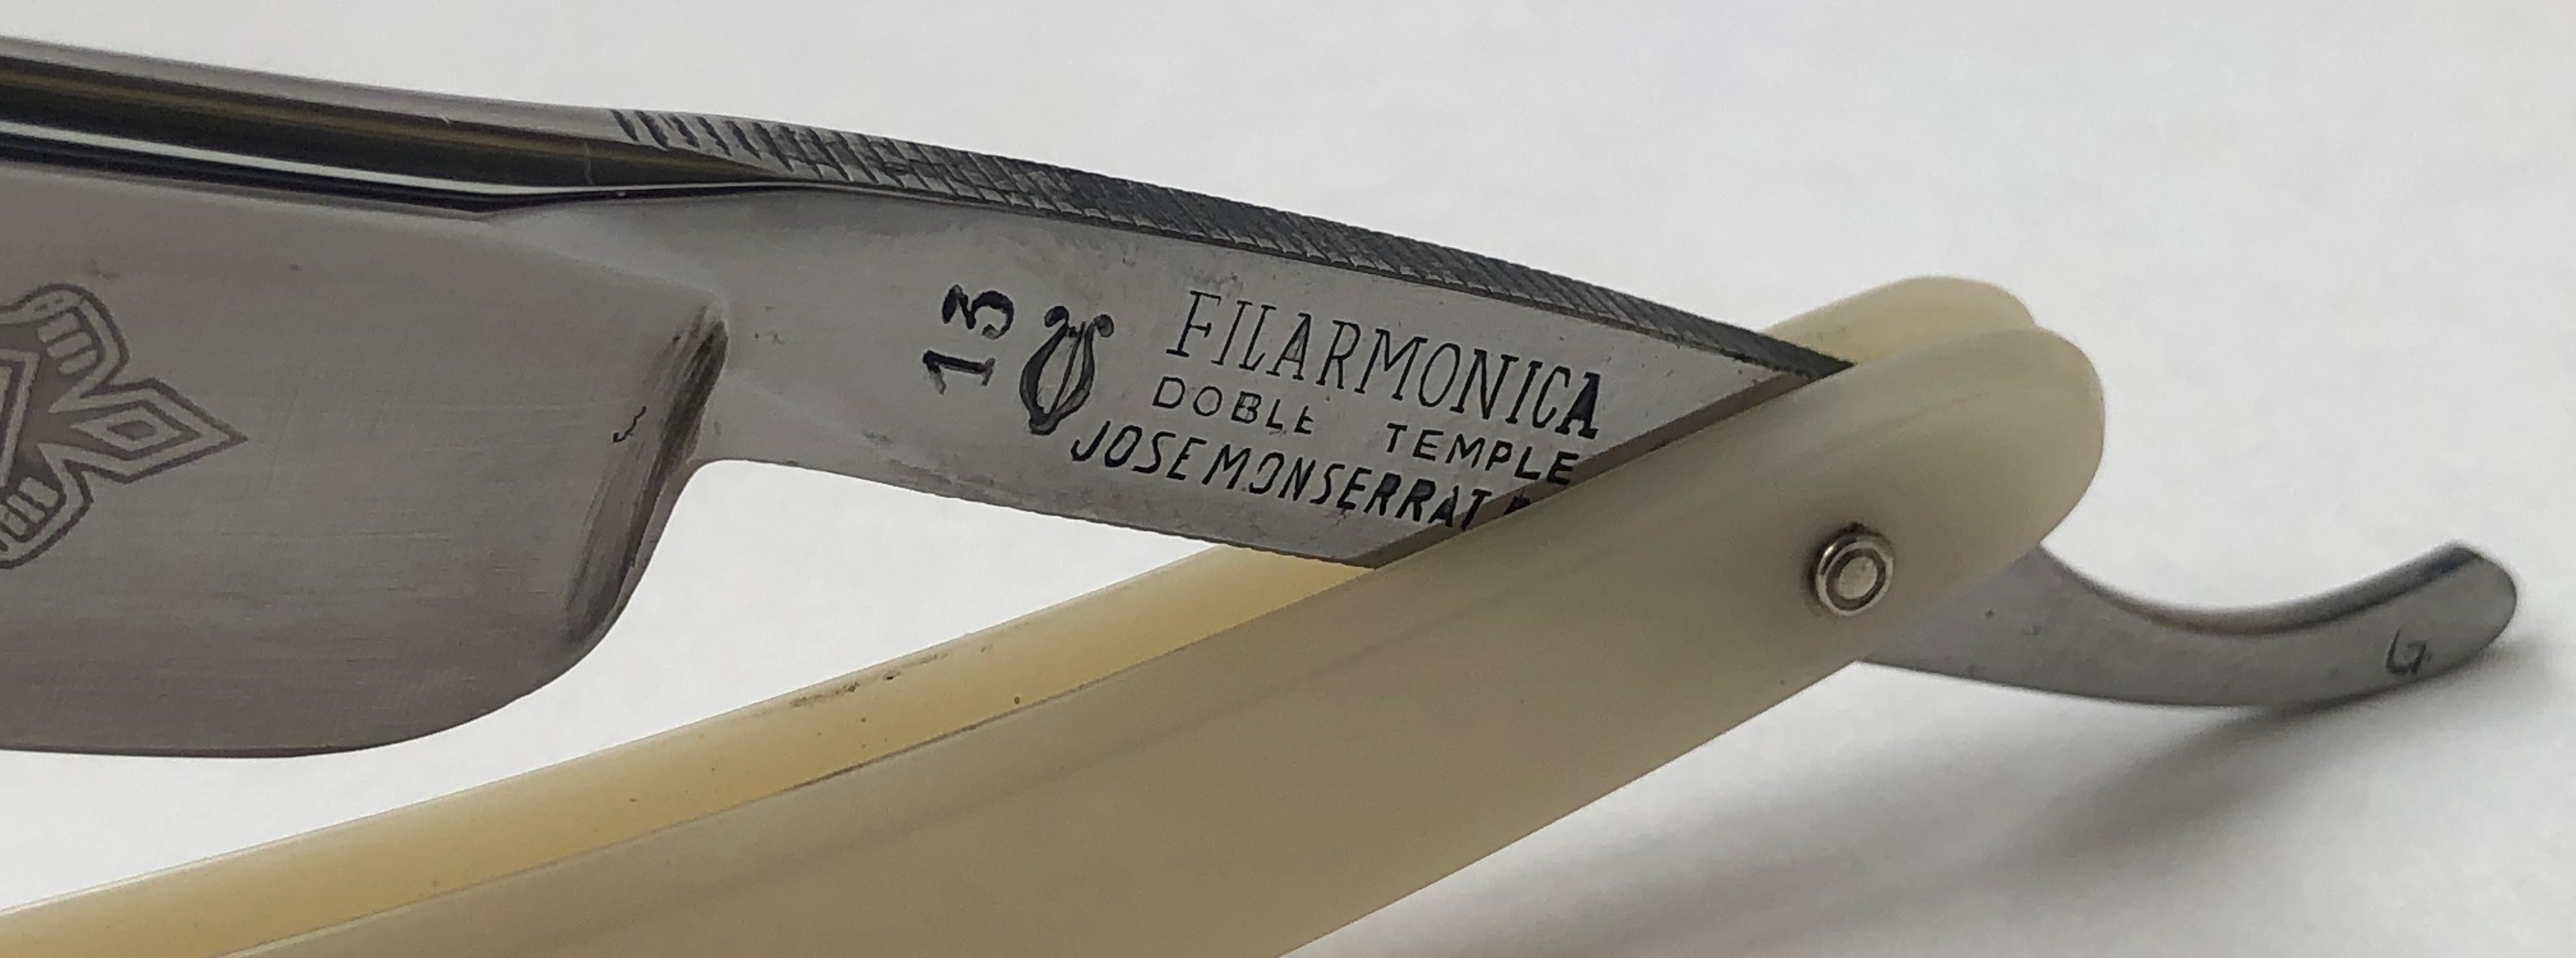 13
FILARMONICA
DOBLE TEMPLE
JOSE MONSERRAT
G